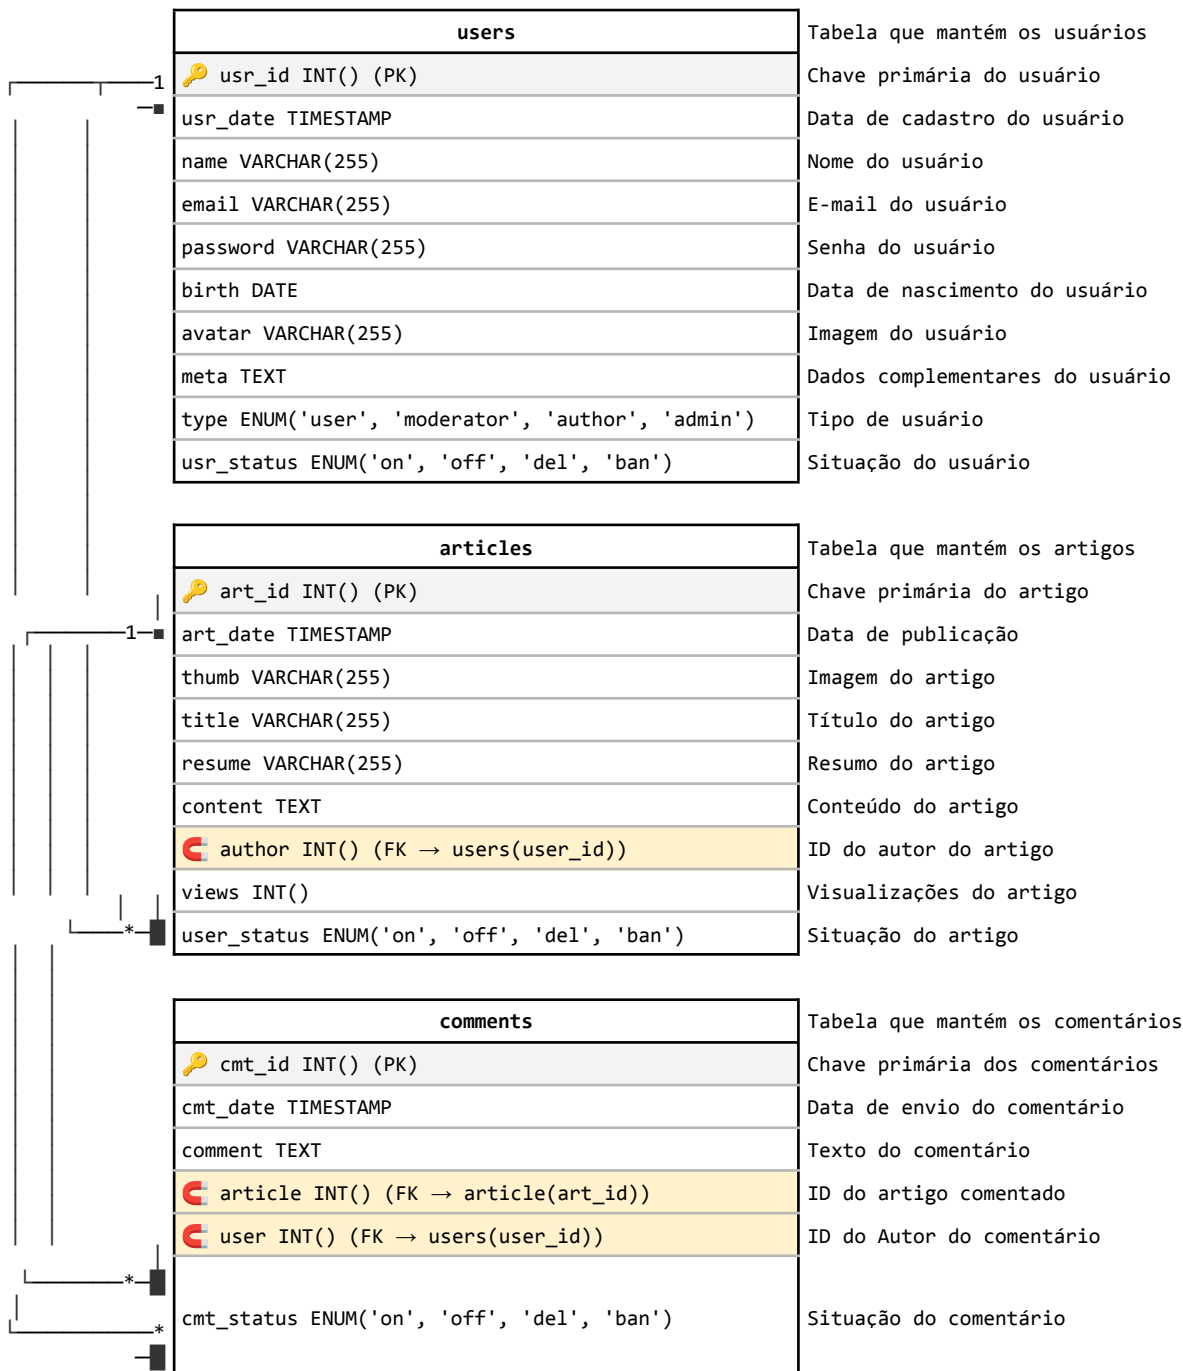 users Tabela que mantém os usuários
1 🔑 usr_id INT() (PK) Chave primária do usuário
usr_date TIMESTAMP Data de cadastro do usuário
name VARCHAR(255) Nome do usuário
email VARCHAR(255) E-mail do usuário
password VARCHAR(255) Senha do usuário
birth DATE Data de nascimento do usuário
avatar VARCHAR(255) Imagem do usuário
meta TEXT Dados complementares do usuário
type ENUM('user', 'moderator', 'author', 'admin') Tipo de usuário
usr_status ENUM('on', 'off', 'del', 'ban') Situação do usuário
articles Tabela que mantém os artigos
🔑 art_id INT() (PK) Chave primária do artigo
1 art_date TIMESTAMP Data de publicação
thumb VARCHAR(255) Imagem do artigo
title VARCHAR(255) Título do artigo
resume VARCHAR(255) Resumo do artigo
content TEXT Conteúdo do artigo
🧲 author INT() (FK → users(user_id)) ID do autor do artigo
views INT() Visualizações do artigo
* user_status ENUM('on', 'off', 'del', 'ban') Situação do artigo
comments Tabela que mantém os comentários
🔑 cmt_id INT() (PK) Chave primária dos comentários
cmt_date TIMESTAMP Data de envio do comentário
comment TEXT Texto do comentário
🧲 article INT() (FK → article(art_id)) ID do artigo comentado
🧲 user INT() (FK → users(user_id)) ID do Autor do comentário
*
cmt_status ENUM('on', 'off', 'del', 'ban') Situação do comentário
*